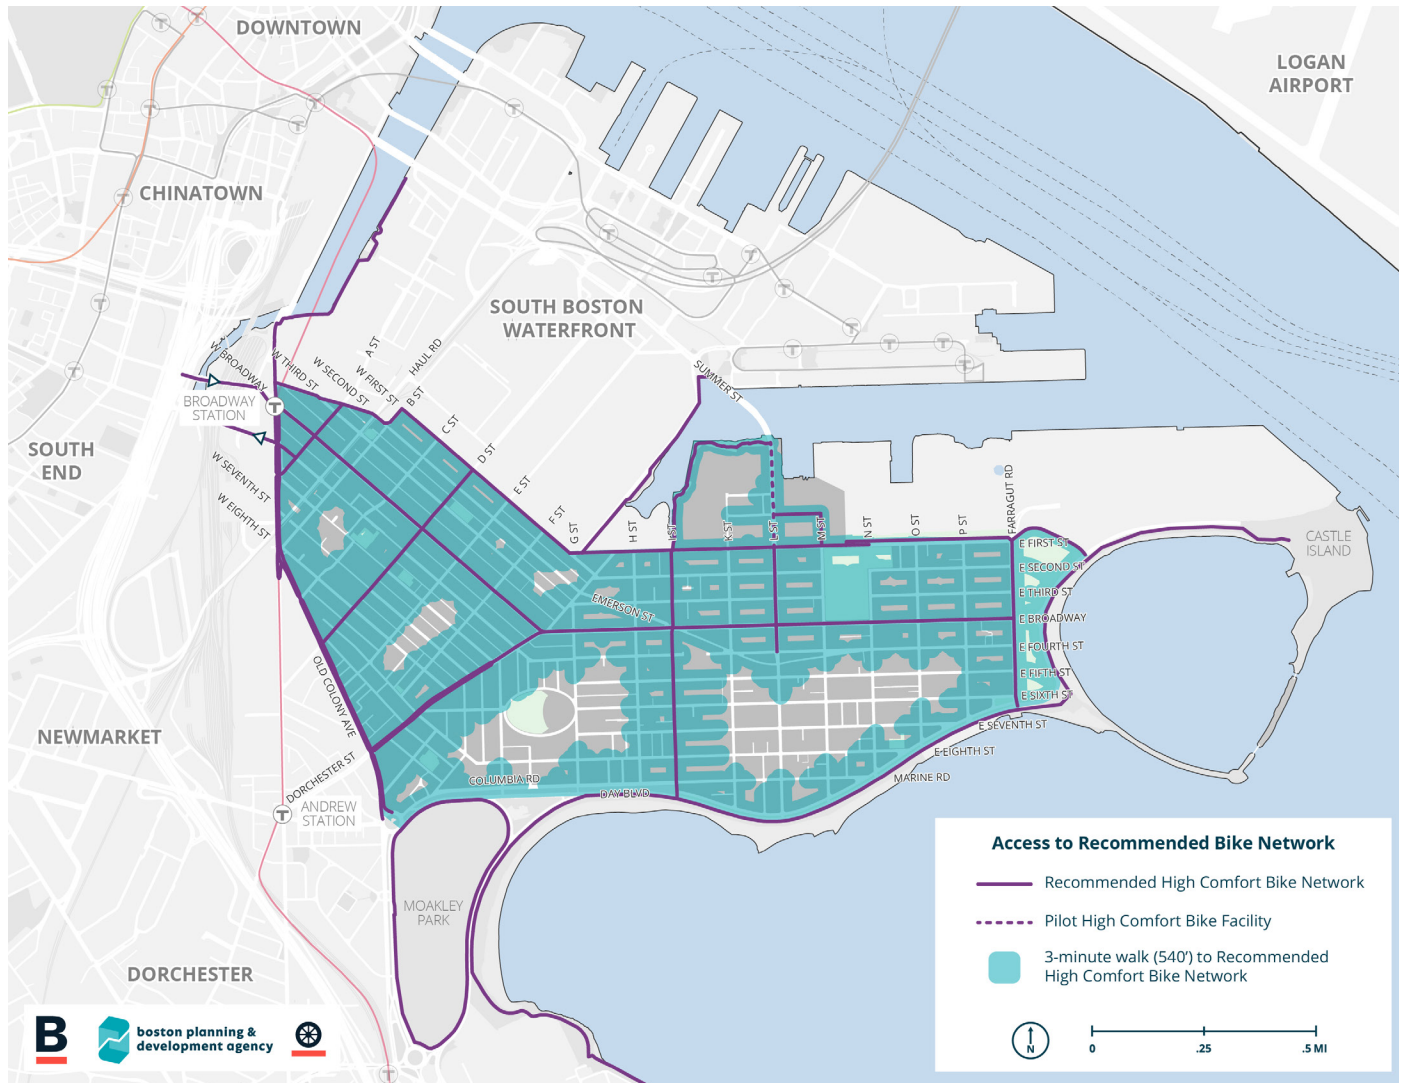 DOWNTOWN
LOGAN
AIRPORT
CHINATOWN
SOUTH BOSTON
WATERFRONT
A ST
HAUL RD
W BROADWAY
W THIRD ST
W SECOND ST
W FIRST ST
B ST
SUMMER ST
BROADWAY
STATION
T
C ST
D ST
E ST
F ST
G ST
H ST
I ST
K ST
L ST
M ST
N ST
O ST
P ST
FARRAGUT RD
SOUTH
END
W SEVENTH ST
W EIGHTH ST
E FIRST ST
E SECOND ST
E THIRD ST
E BROADWAY
E FOURTH ST
E FIFTH ST
E SIXTH ST
E SEVENTH ST
E EIGHTH ST
MARINE RD
CASTLE
ISLAND
EMERSON ST
OLD COLONY AVE
NEWMARKET
DORCHESTER ST
COLUMBIA RD
DAY BLVD
ANDREW
STATION
T
MOAKLEY
PARK
DORCHESTER
Access to Recommended Bike Network
Recommended High Comfort Bike Network
Pilot High Comfort Bike Facility
3-minute walk (540') to Recommended
High Comfort Bike Network
N
0 .25 .5 MI
B
boston planning &
development agency